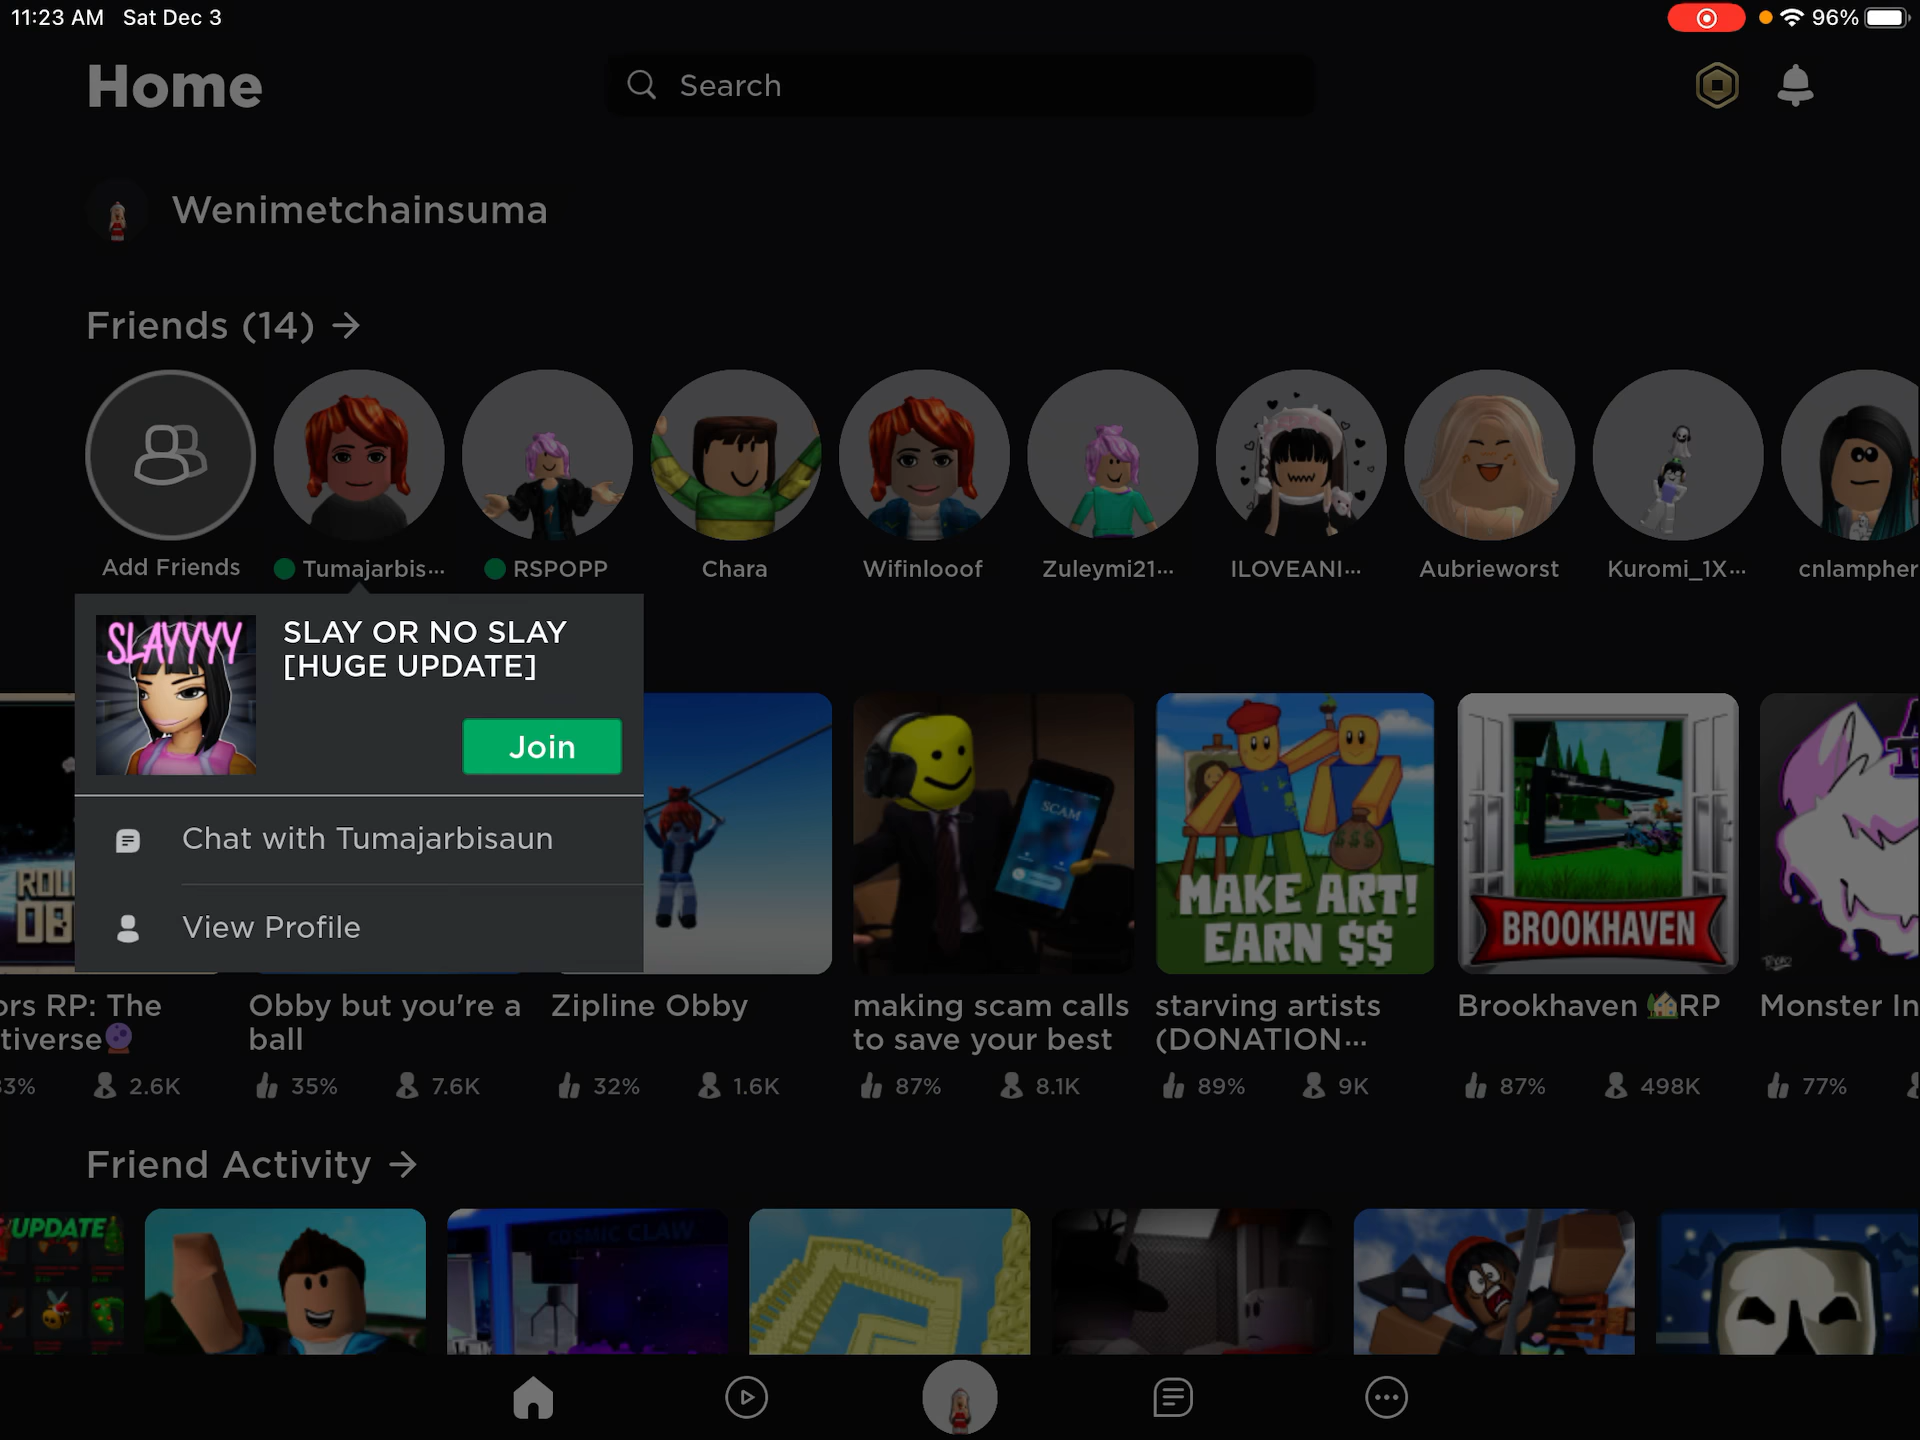 11:23 AM Sat Dec 3
96%
Home
Search
Wenimetchainsuma
Friends (14) →
Add Friends
Tumajarbis...
RSPOPP
Chara
Wifinlooof
Zuleymi21...
ILOVEANI...
Aubrieworst
Kuromi_1X...
cnlampher
SLAYYYY
SLAY OR NO SLAY
[HUGE UPDATE]
Join
Chat with Tumajarbisaun
View Profile
SCAM
MAKE ART!
EARN $$
BROOKHAVEN
ors RP: The
tiverse🔮
Obby but you're a
ball
Zipline Obby
making scam calls
to save your best
starving artists
(DONATION...
Brookhaven 🏡RP
Monster In
33%
2.6K
35%
7.6K
32%
1.6K
87%
8.1K
89%
9K
87%
498K
77%
Friend Activity →
UPDATE
COSMIC CLAW